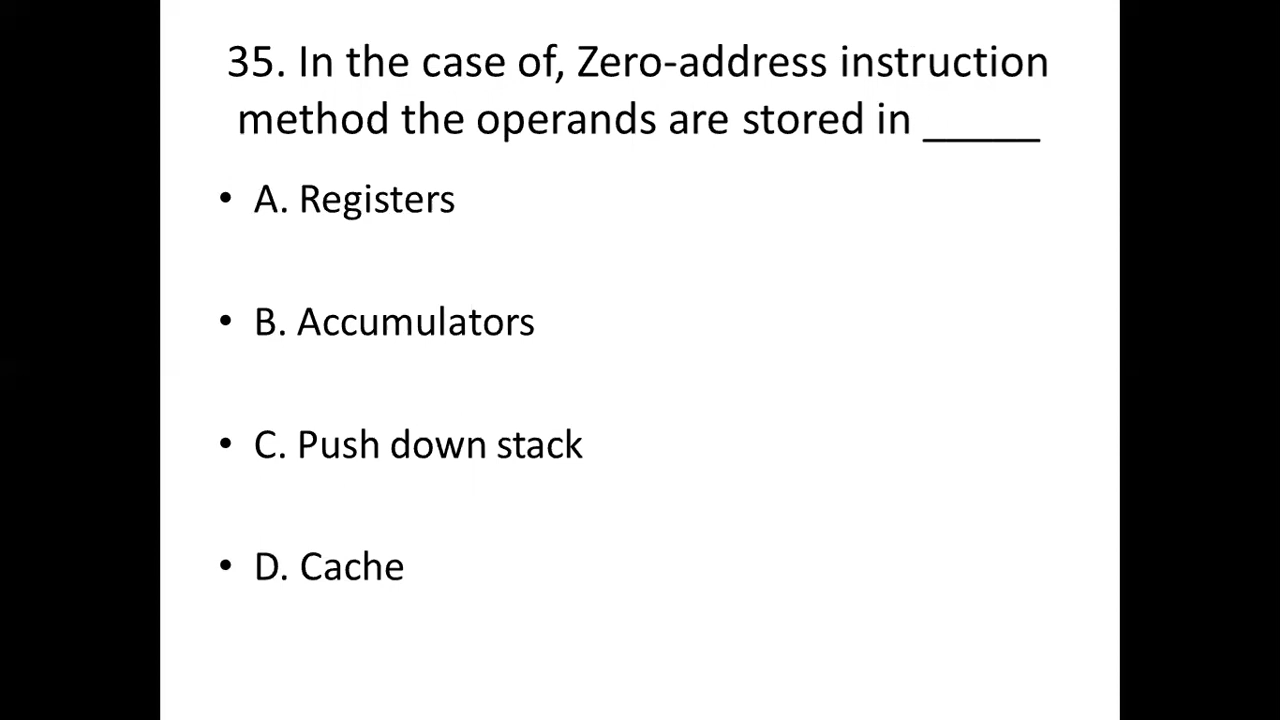 35. In the case of, Zero-address instruction
method the operands are stored in _____
• A. Registers
• B. Accumulators
• C. Push down stack
• D. Cache